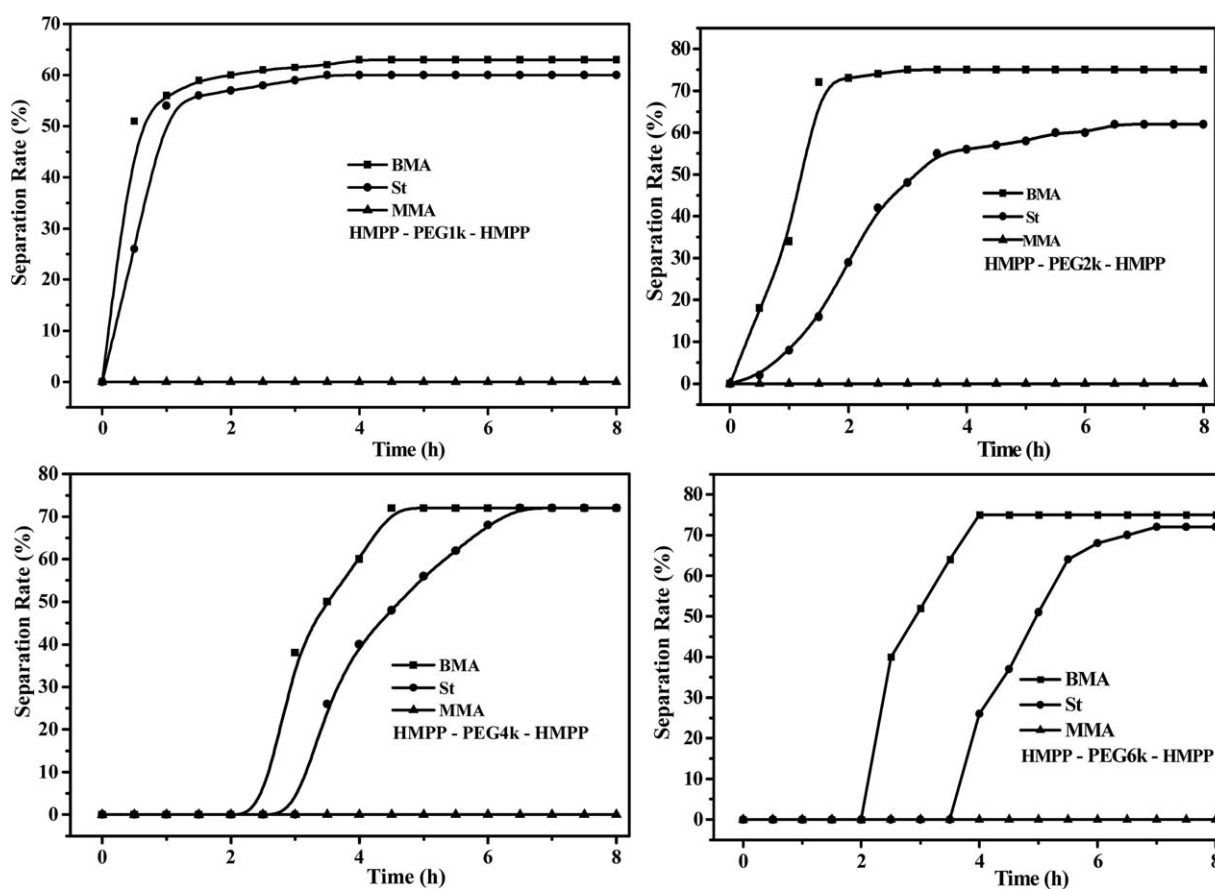 70
60
50
40
30
20
10
0
Separation Rate (%)
BMA
St
MMA
HMPP - PEG1k - HMPP
0 2 4 6 8
Time (h)
80
70
60
50
40
30
20
10
0
Separation Rate (%)
BMA
St
MMA
HMPP - PEG2k - HMPP
0 2 4 6 8
Time (h)
80
70
60
50
40
30
20
10
0
Separation Rate (%)
BMA
St
MMA
HMPP - PEG4k - HMPP
0 2 4 6 8
Time (h)
80
70
60
50
40
30
20
10
0
Separation Rate (%)
BMA
St
MMA
HMPP - PEG6k - HMPP
0 2 4 6 8
Time (h)